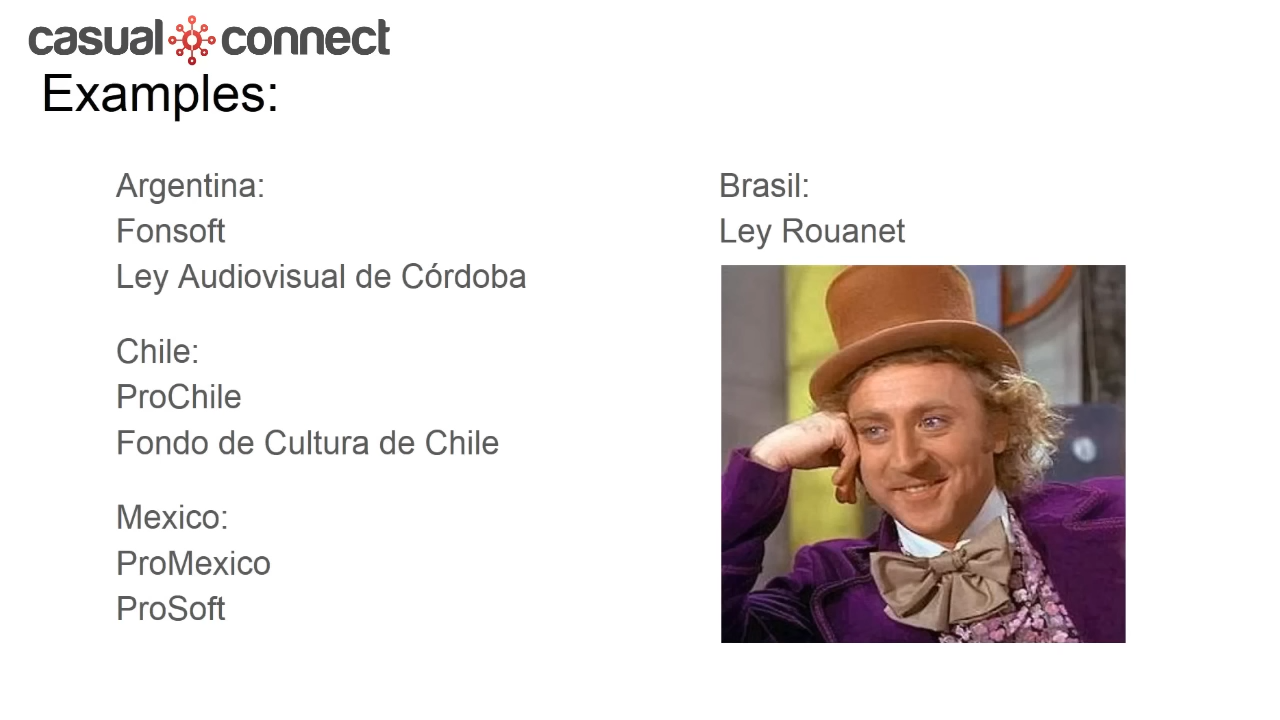 casual connect
Examples:
Argentina:
Fonsoft
Ley Audiovisual de Córdoba
Chile:
ProChile
Fondo de Cultura de Chile
Mexico:
ProMexico
ProSoft
Brasil:
Ley Rouanet